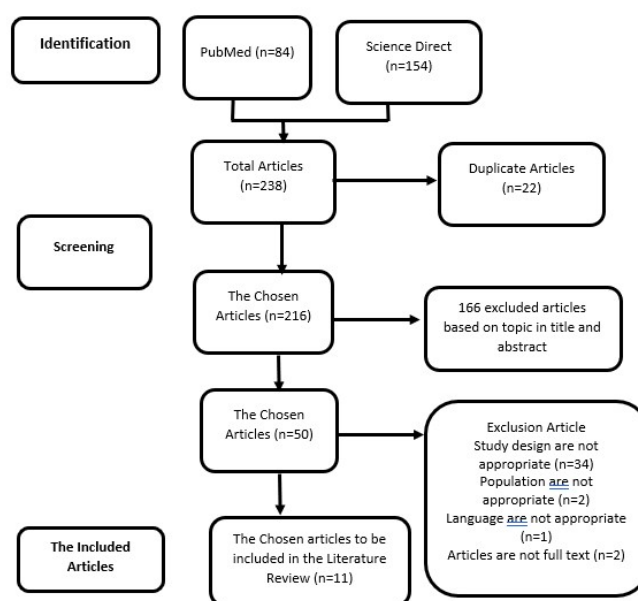 Identification
PubMed (n=84)
Science Direct
(n=154)
Total Articles
(n=238)
Duplicate Articles
(n=22)
Screening
The Chosen
Articles (n=216)
166 excluded articles
based on topic in title and
abstract
The Chosen
Articles (n=50)
Exclusion Article
Study design are not
appropriate (n=34)
Population are not
appropriate (n=2)
Language are not appropriate
(n=1)
Articles are not full text (n=2)
The Included
Articles
The Chosen articles to be
included in the Literature
Review (n=11)